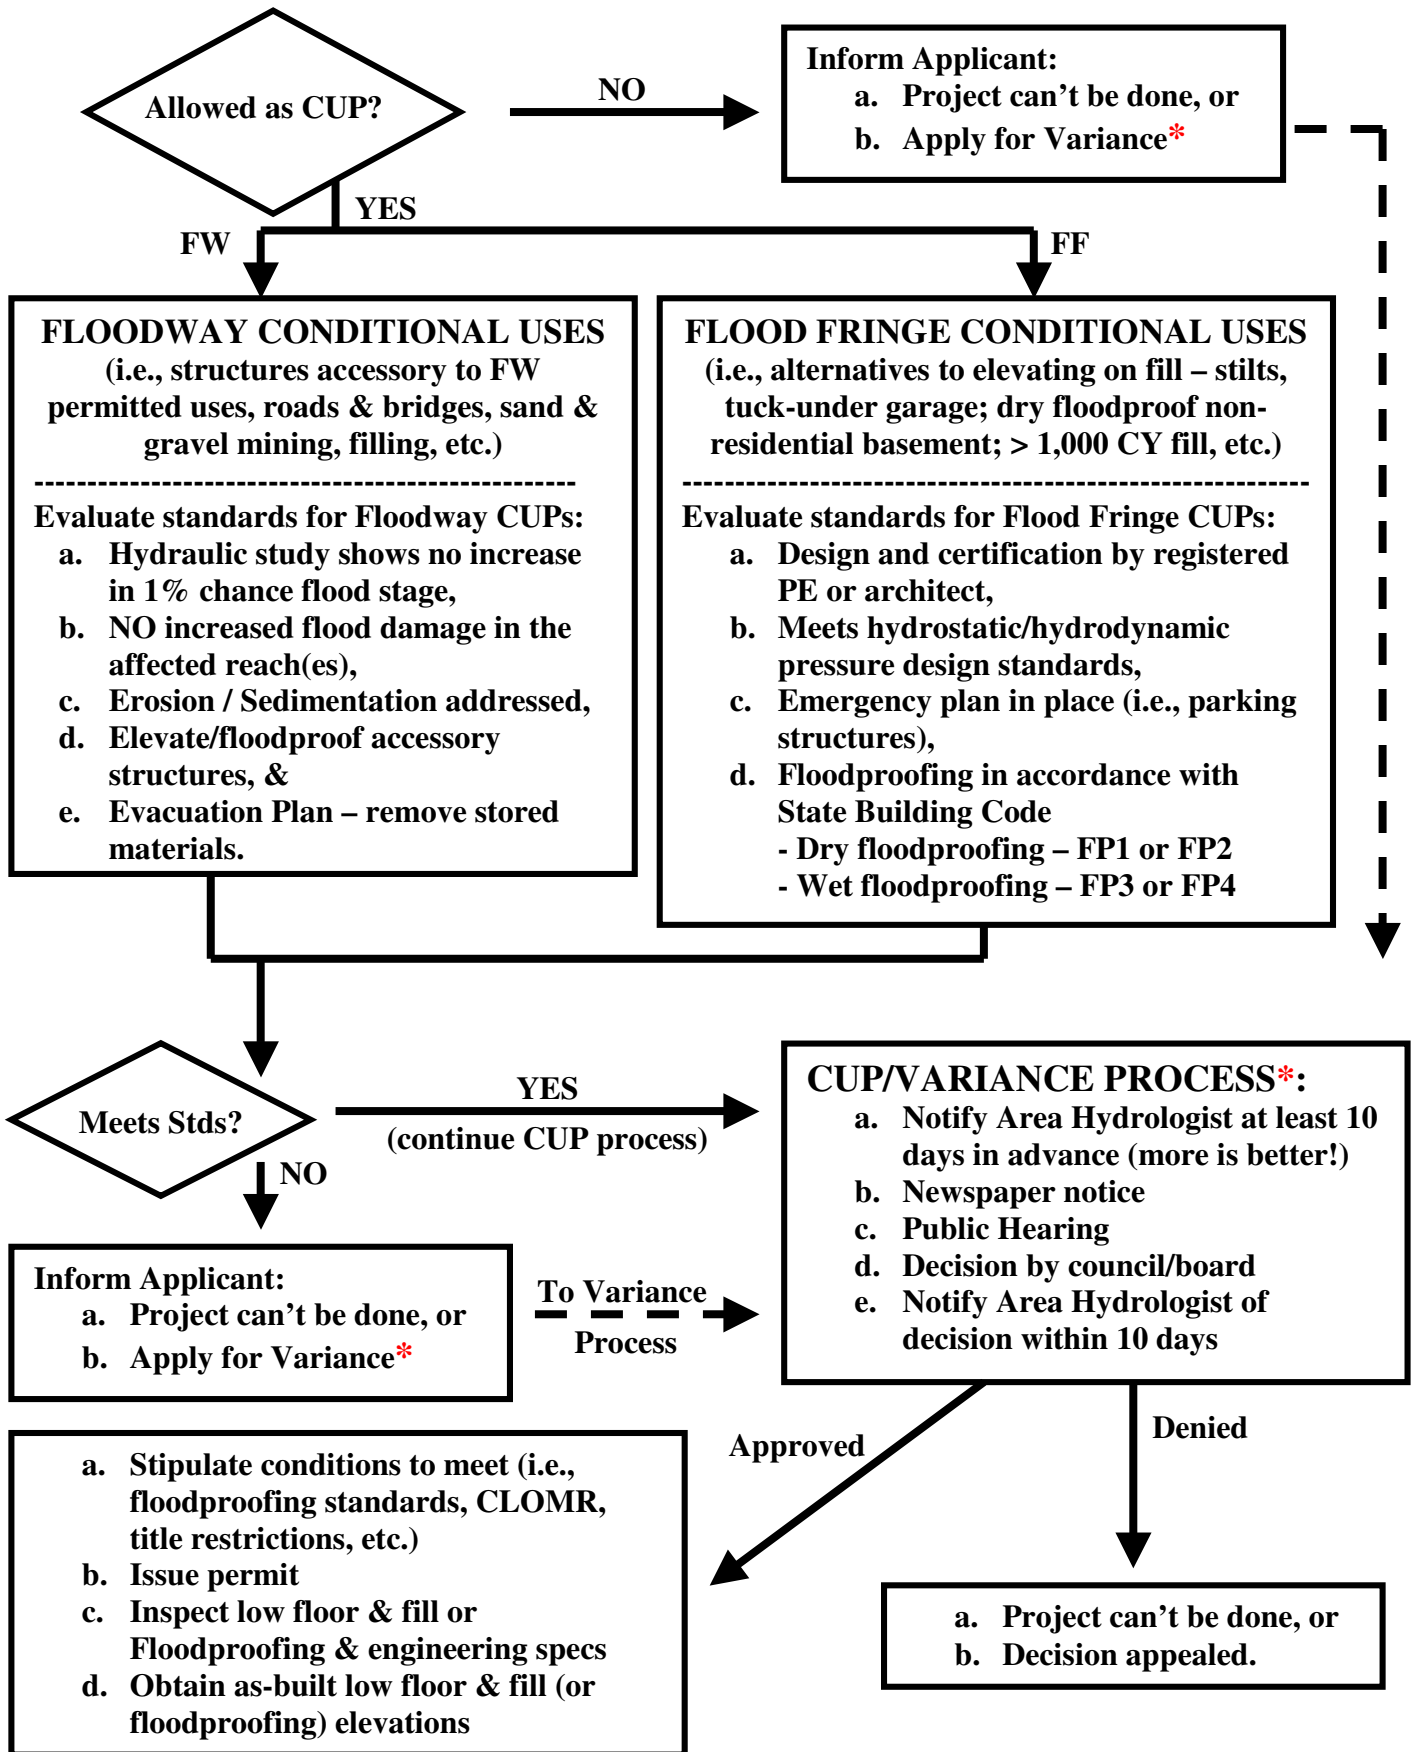 Allowed as CUP?
NO
Inform Applicant:
a. Project can’t be done, or
b. Apply for Variance*
YES
FW
FF
FLOODWAY CONDITIONAL USES
(i.e., structures accessory to FW
permitted uses, roads & bridges, sand &
gravel mining, filling, etc.)
---------------------------------------------------
Evaluate standards for Floodway CUPs:
a. Hydraulic study shows no increase
in 1% chance flood stage,
b. NO increased flood damage in the
affected reach(es),
c. Erosion / Sedimentation addressed,
d. Elevate/floodproof accessory
structures, &
e. Evacuation Plan – remove stored
materials.
FLOOD FRINGE CONDITIONAL USES
(i.e., alternatives to elevating on fill – stilts,
tuck-under garage; dry floodproof non-
residential basement; > 1,000 CY fill, etc.)
-----------------------------------------------------------
Evaluate standards for Flood Fringe CUPs:
a. Design and certification by registered
PE or architect,
b. Meets hydrostatic/hydrodynamic
pressure design standards,
c. Emergency plan in place (i.e., parking
structures),
d. Floodproofing in accordance with
State Building Code
- Dry floodproofing – FP1 or FP2
- Wet floodproofing – FP3 or FP4
Meets Stds?
YES
(continue CUP process)
NO
CUP/VARIANCE PROCESS*:
a. Notify Area Hydrologist at least 10
days in advance (more is better!)
b. Newspaper notice
c. Public Hearing
d. Decision by council/board
e. Notify Area Hydrologist of
decision within 10 days
Inform Applicant:
a. Project can’t be done, or
b. Apply for Variance*
To Variance
Process
Approved
Denied
a. Stipulate conditions to meet (i.e.,
floodproofing standards, CLOMR,
title restrictions, etc.)
b. Issue permit
c. Inspect low floor & fill or
Floodproofing & engineering specs
d. Obtain as-built low floor & fill (or
floodproofing) elevations
a. Project can’t be done, or
b. Decision appealed.